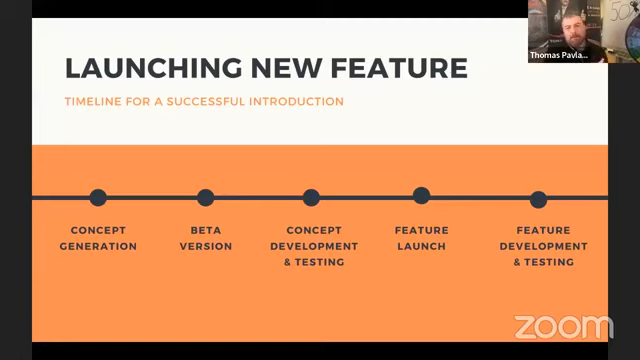 LAUNCHING NEW FEATURE
TIMELINE FOR A SUCCESSFUL INTRODUCTION
CONCEPT
GENERATION
BETA
VERSION
CONCEPT
DEVELOPMENT
& TESTING
FEATURE
LAUNCH
FEATURE
DEVELOPMENT
& TESTING
Thomas Pavla...
zoom